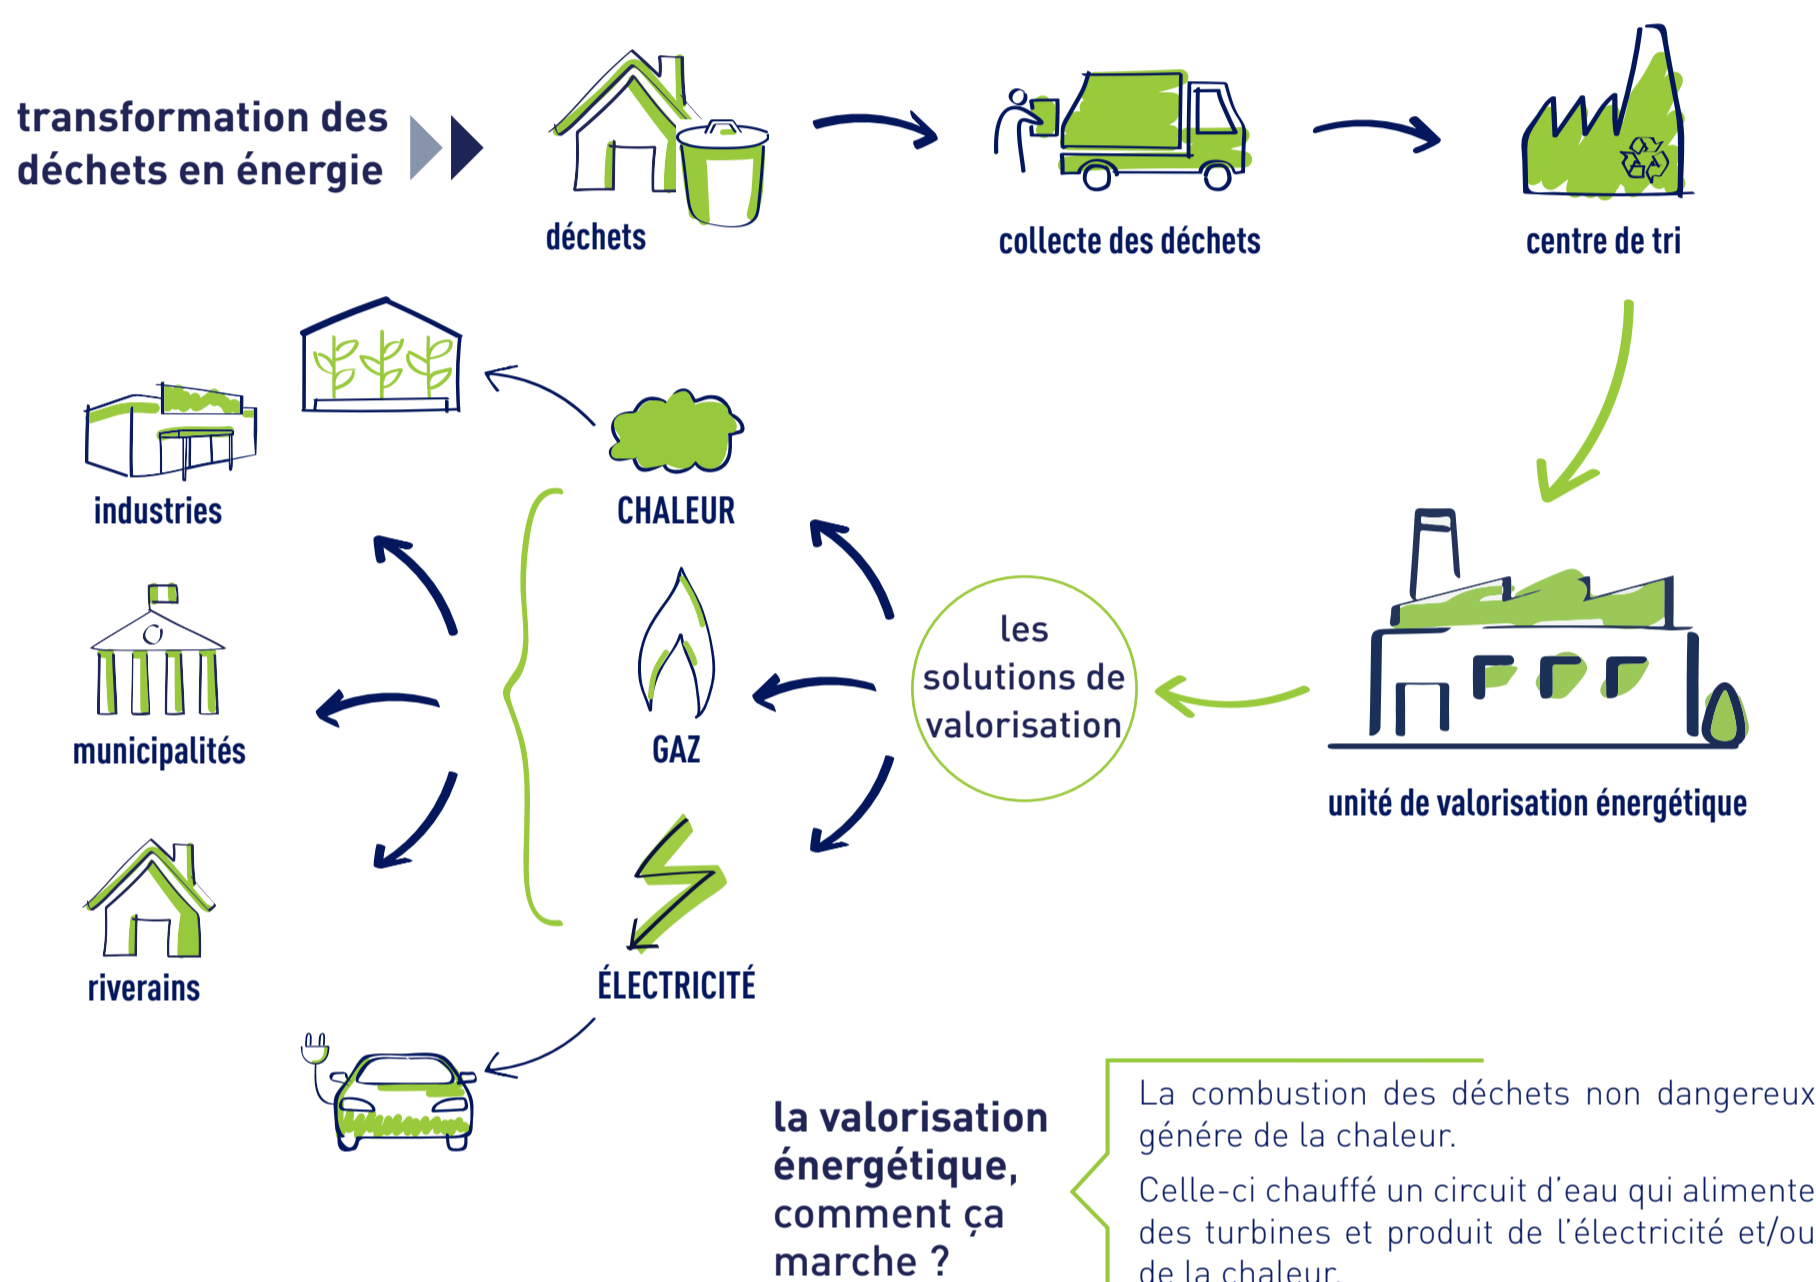 transformation des
déchets en énergie
déchets
collecte des déchets
centre de tri
industries
CHALEUR
municipalités
GAZ
les
solutions de
valorisation
unité de valorisation énergétique
riverains
ÉLECTRICITÉ
la valorisation
énergétique,
comment ça
marche ?
La combustion des déchets non dangereux
génére de la chaleur.
Celle-ci chauffé un circuit d'eau qui alimente
des turbines et produit de l'électricité et/ou
de la chaleur.